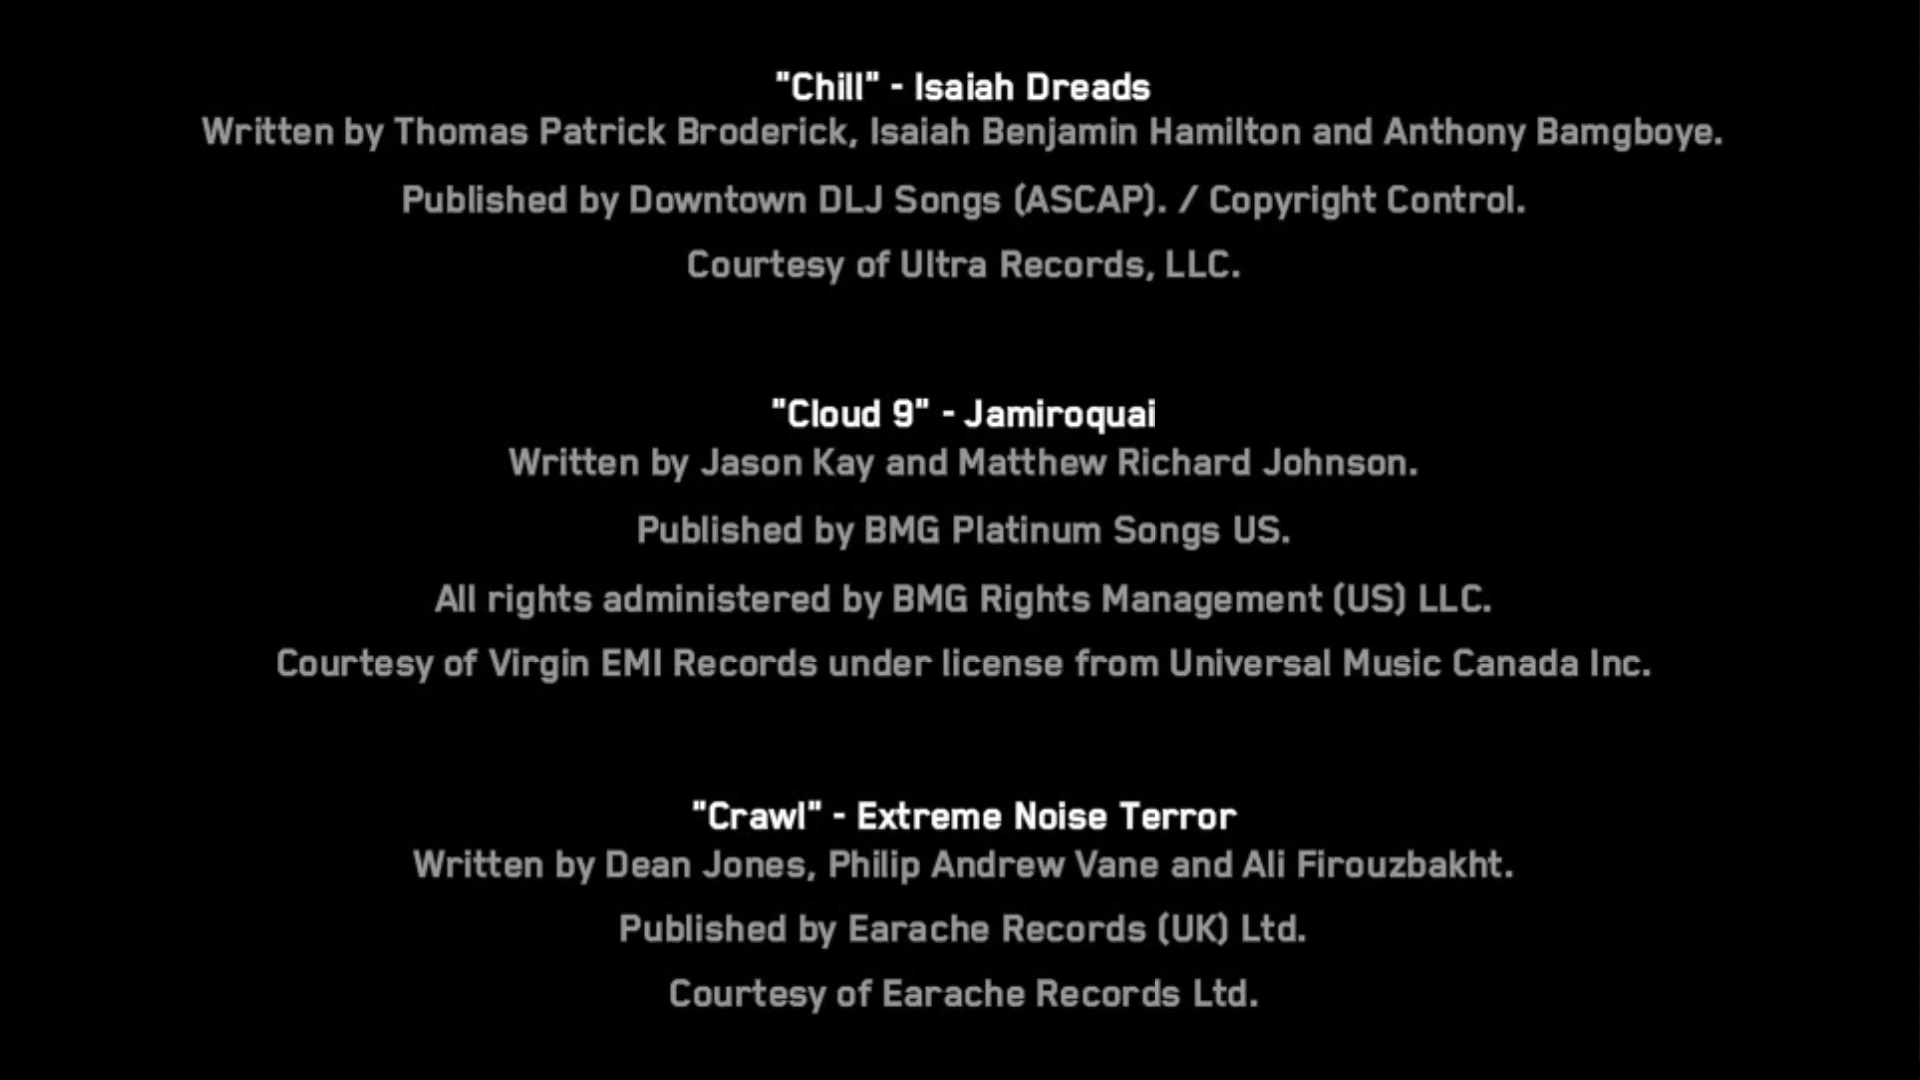 "Chill" - Isaiah Dreads
Written by Thomas Patrick Broderick, Isaiah Benjamin Hamilton and Anthony Bamgboye.
Published by Downtown DLJ Songs (ASCAP). / Copyright Control.
Courtesy of Ultra Records, LLC.
"Cloud 9" - Jamiroquai
Written by Jason Kay and Matthew Richard Johnson.
Published by BMG Platinum Songs US.
All rights administered by BMG Rights Management (US) LLC.
Courtesy of Virgin EMI Records under license from Universal Music Canada Inc.
"Crawl" - Extreme Noise Terror
Written by Dean Jones, Philip Andrew Vane and Ali Firouzbakht.
Published by Earache Records (UK) Ltd.
Courtesy of Earache Records Ltd.